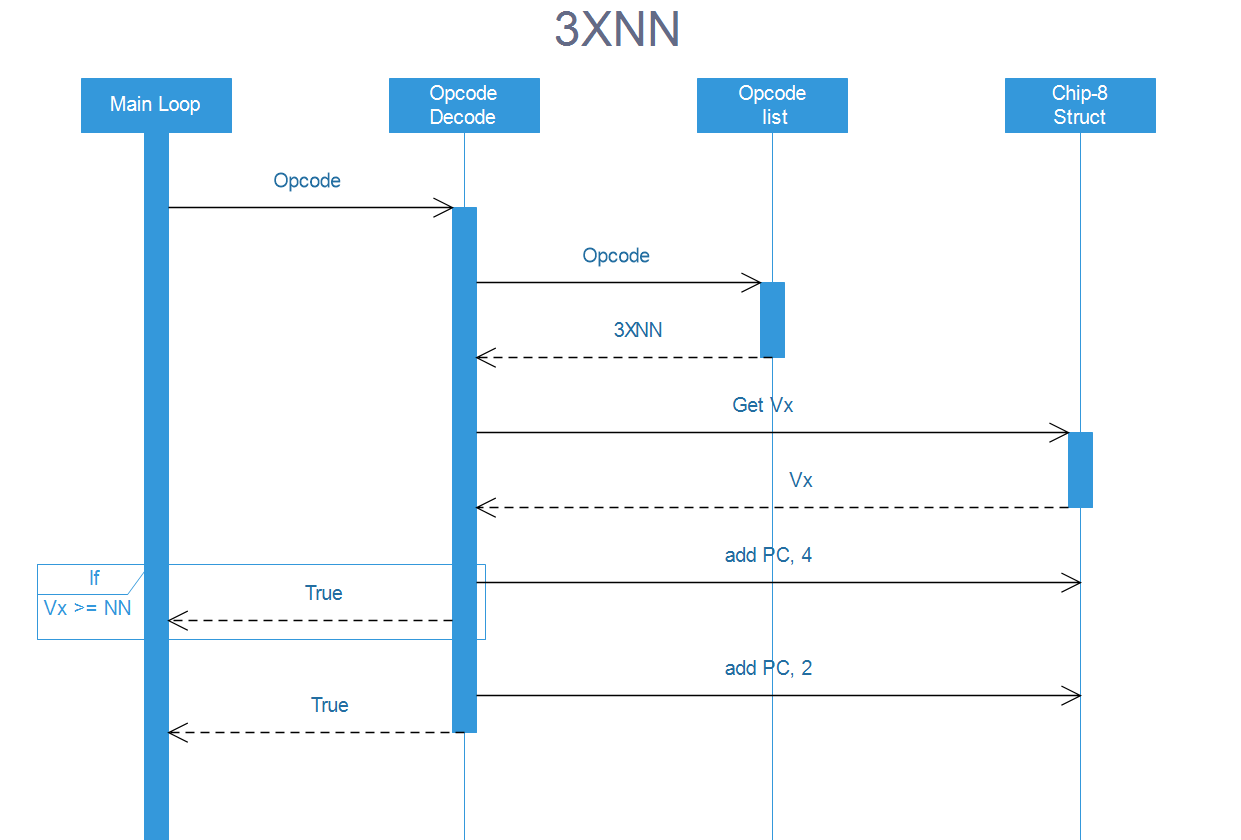 3XNN
Main Loop
Opcode
Decode
Opcode
list
Chip-8
Struct
Opcode
Opcode
3XNN
Get Vx
Vx
add PC, 4
If
True
Vx >= NN
add PC, 2
True